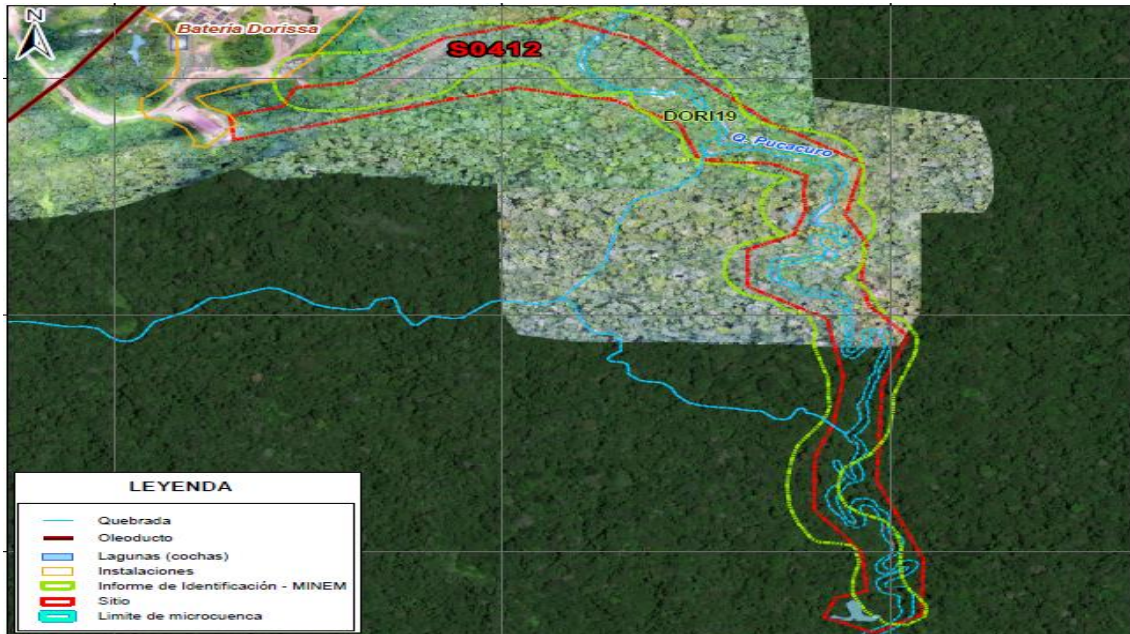 N
Batería Dorissa
S0412
DORI19
Q. Pucacuro
LEYENDA
Quebrada
Oleoducto
Lagunas (cochas)
Instalaciones
Informe de Identificación - MINEM
Sitio
Limite de microcuenca